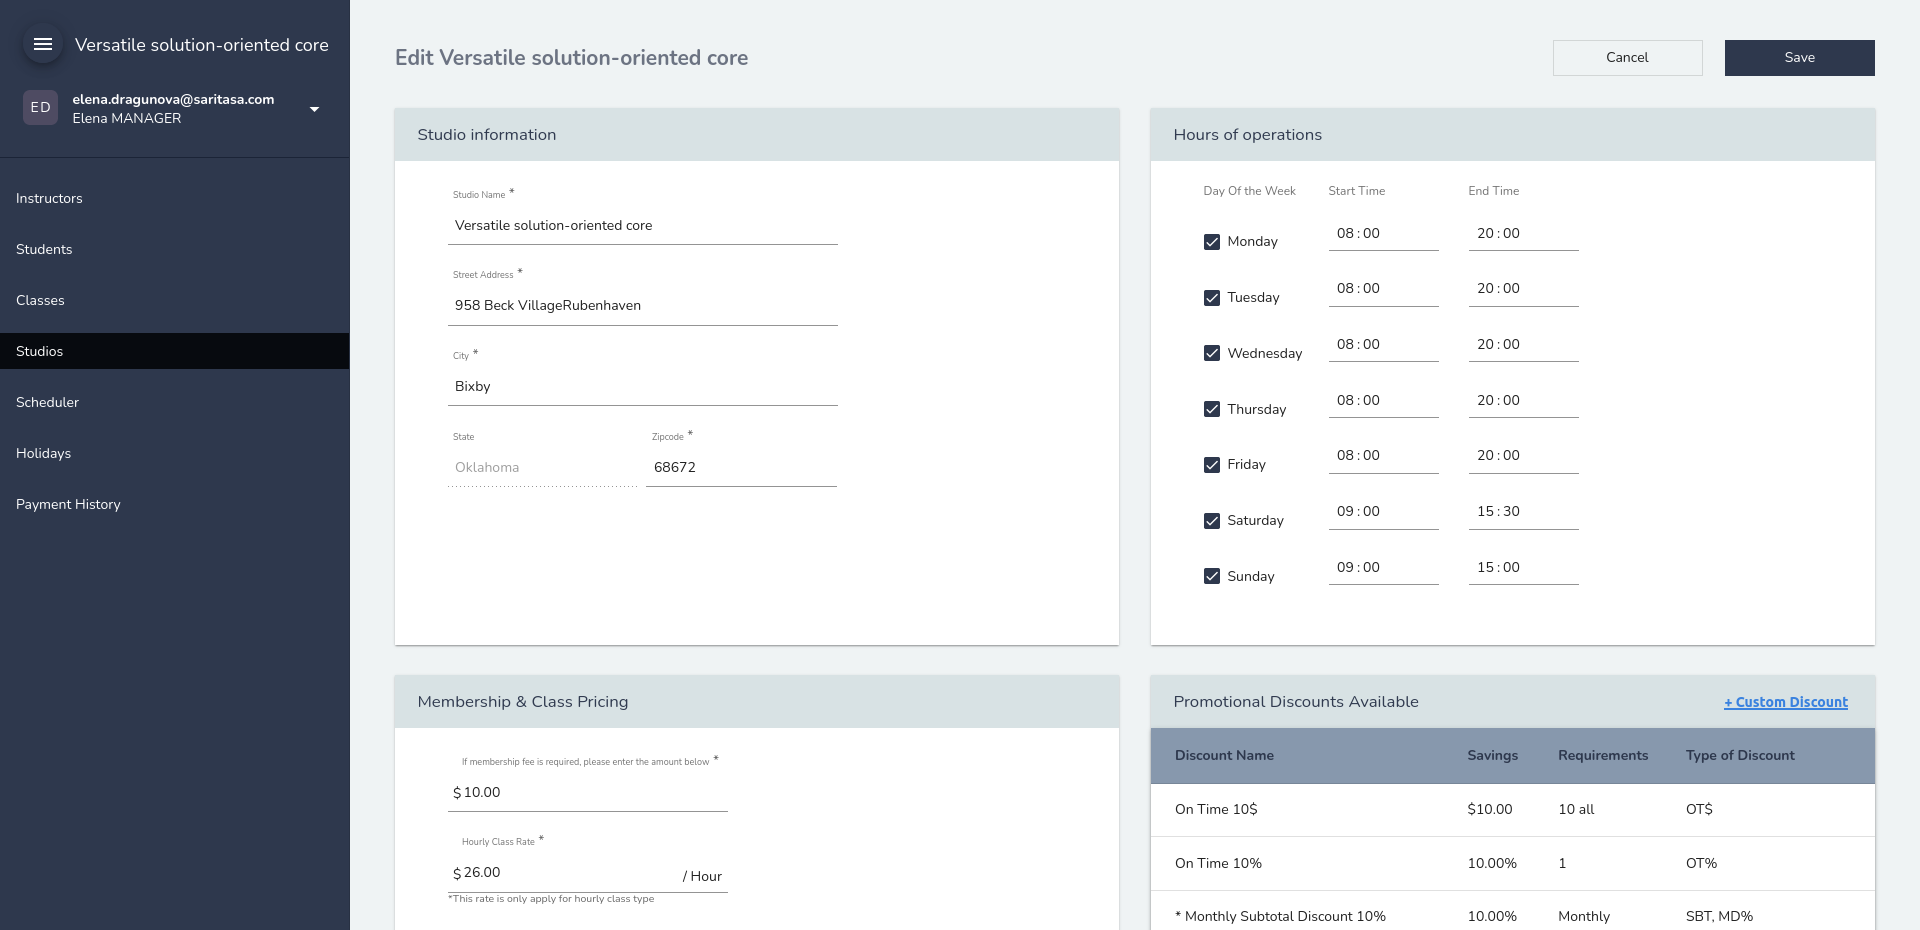 Versatile solution-oriented core
ED
elena.dragunova@saritasa.com
Elena MANAGER
Instructors
Students
Classes
Studios
Scheduler
Holidays
Payment History
Edit Versatile solution-oriented core
Cancel
Save
Studio information
Studio Name *
Versatile solution-oriented core
Street Address *
958 Beck VillageRubenhaven
City *
Bixby
State
Zipcode *
Oklahoma
68672
Hours of operations
Day Of the Week Start Time End Time
Monday 08 : 00 20 : 00
Tuesday 08 : 00 20 : 00
Wednesday 08 : 00 20 : 00
Thursday 08 : 00 20 : 00
Friday 08 : 00 20 : 00
Saturday 09 : 00 15 : 30
Sunday 09 : 00 15 : 00
Membership & Class Pricing
If membership fee is required, please enter the amount below *
$ 10.00
Hourly Class Rate *
$ 26.00 / Hour
*This rate is only apply for hourly class type
Promotional Discounts Available
+ Custom Discount
Discount Name Savings Requirements Type of Discount
On Time 10$ $10.00 10 all OT$
On Time 10% 10.00% 1 OT%
* Monthly Subtotal Discount 10% 10.00% Monthly SBT, MD%